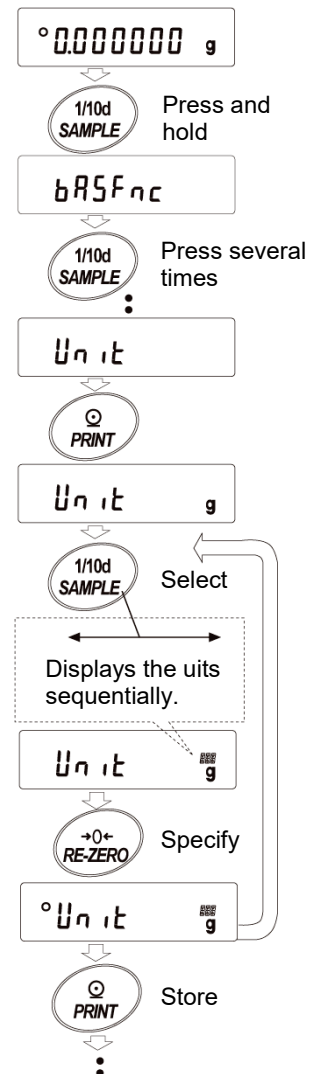 °0.000000 g
1/10d
SAMPLE
Press and
hold
bASFnc
1/10d
SAMPLE
Press several
times
Unit
PRINT
Unit g
1/10d
SAMPLE
Select
Displays the uits
sequentially.
Unit g
→0←
RE-ZERO
Specify
°Unit g
PRINT
Store